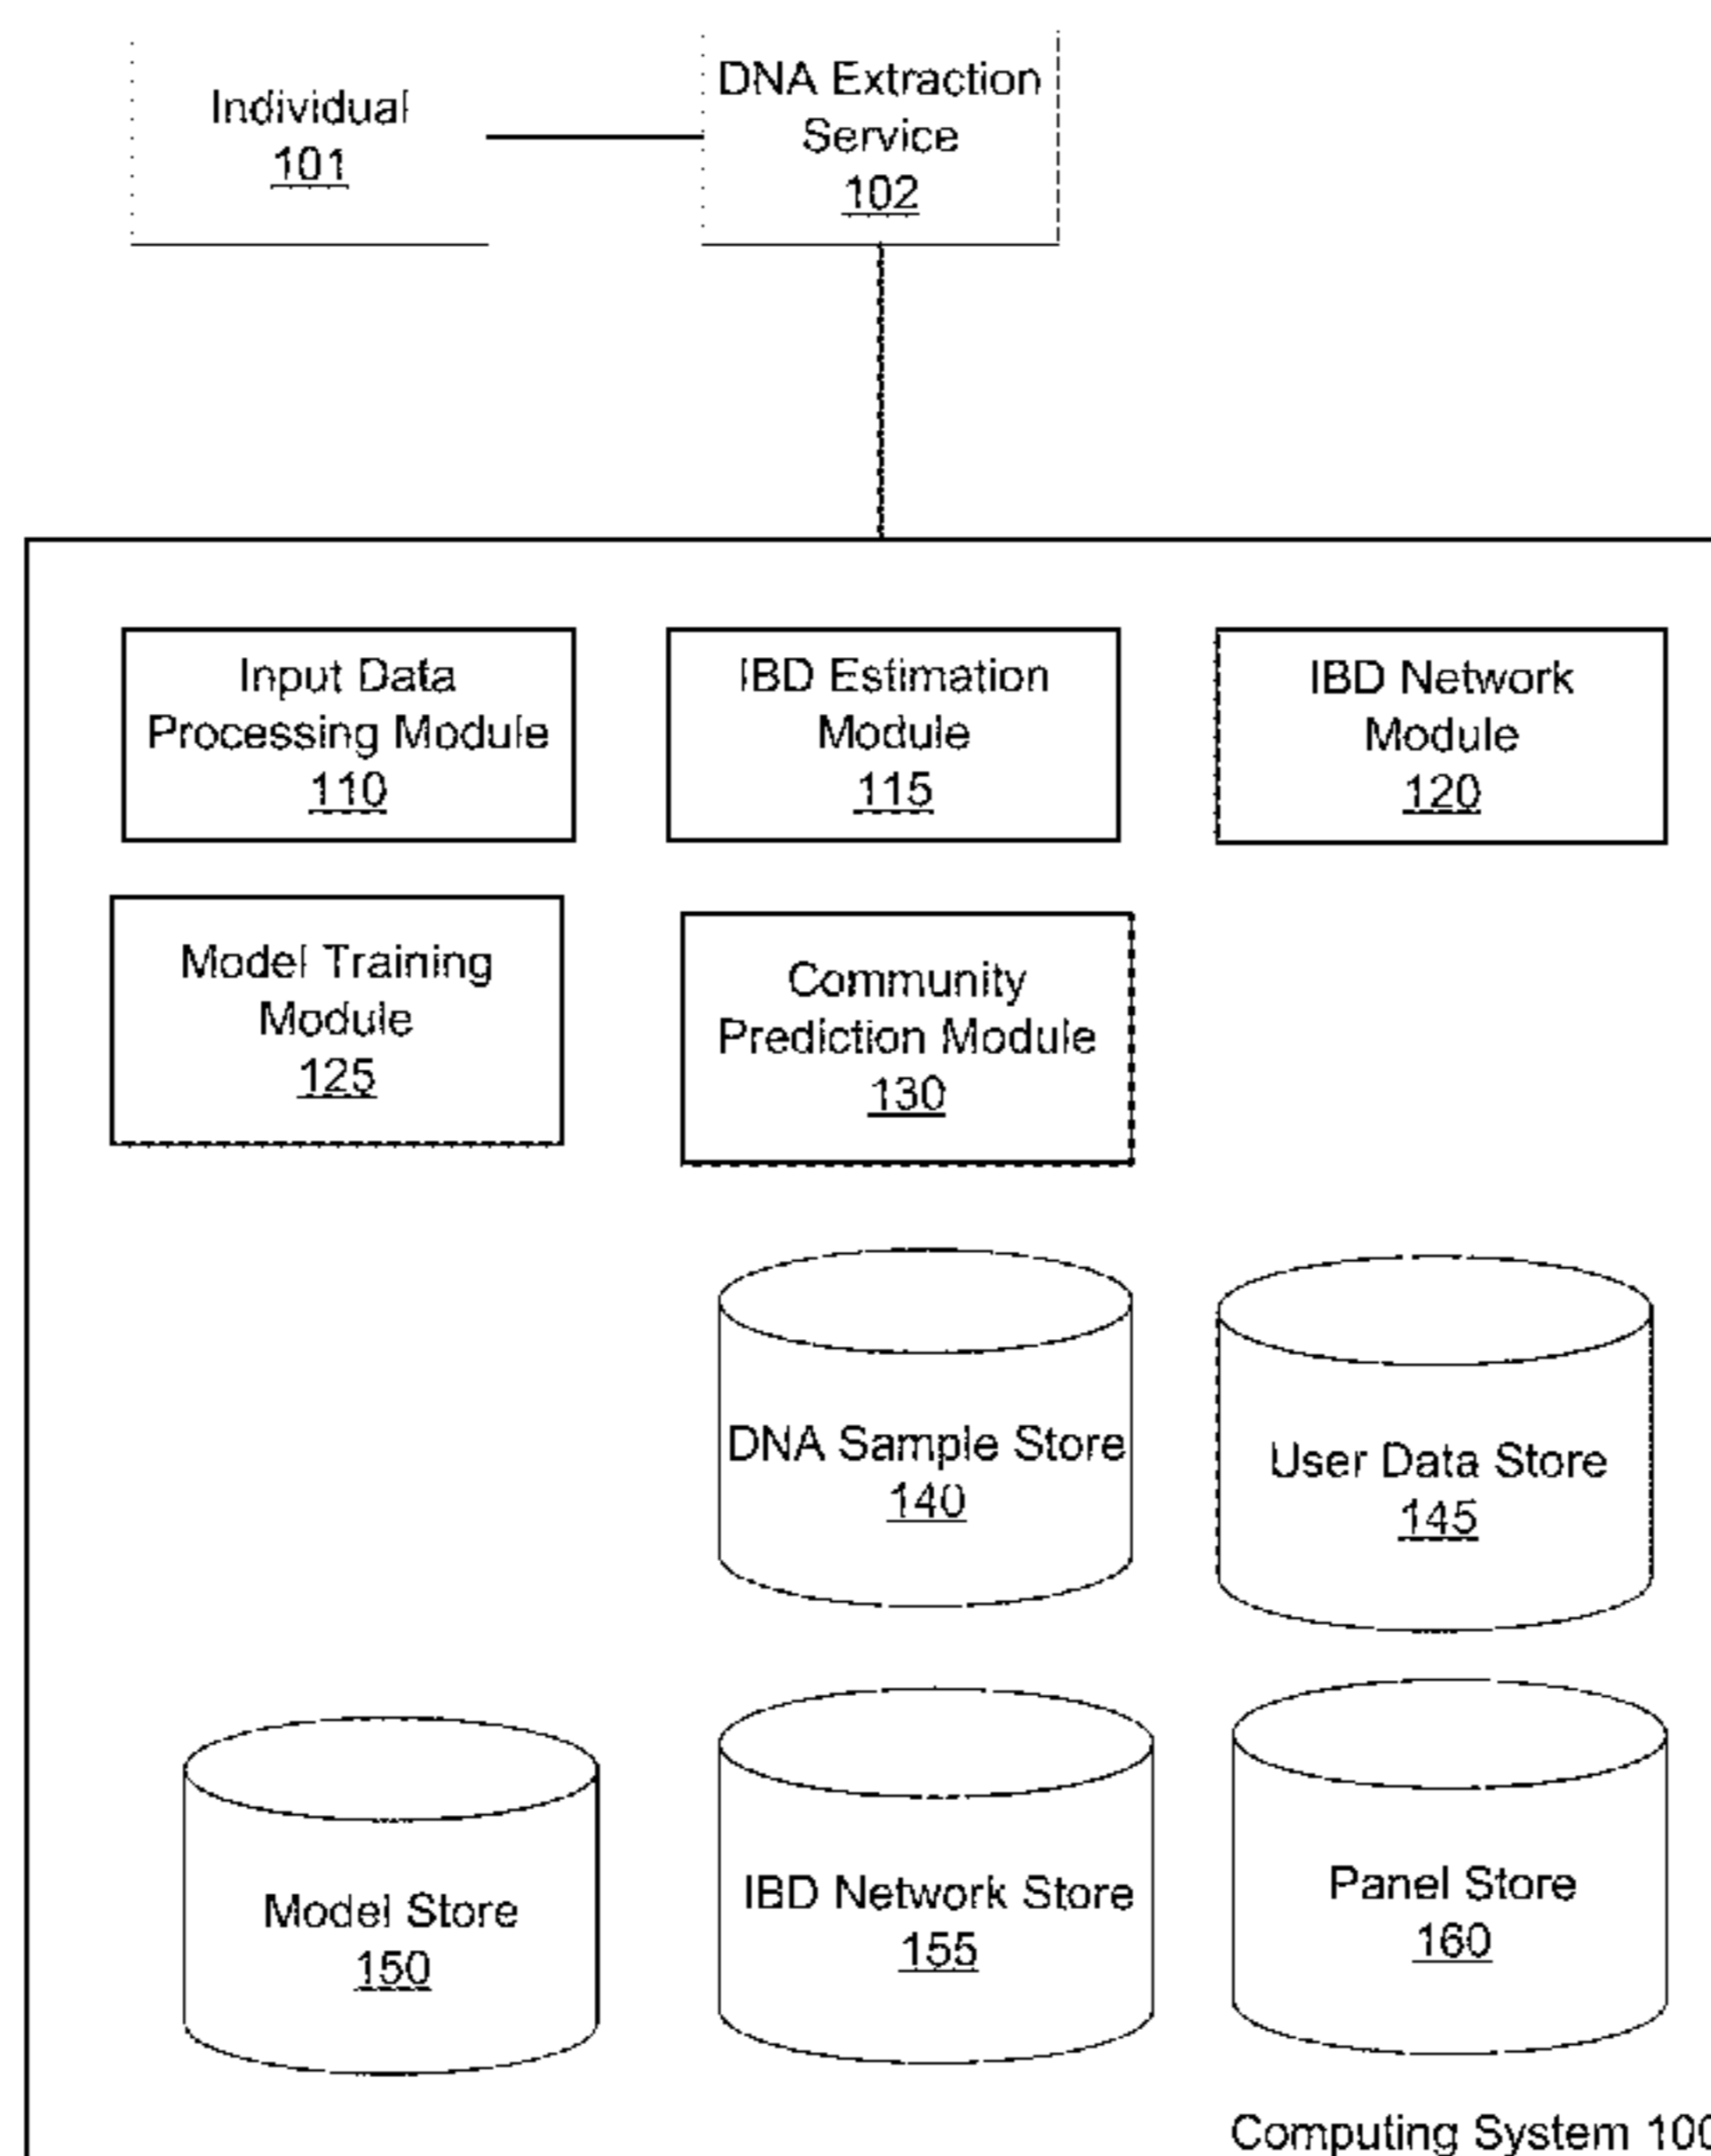 Individual
101
DNA Extraction
Service
102
Input Data
Processing Module
110
IBD Estimation
Module
115
IBD Network
Module
120
Model Training
Module
125
Community
Prediction Module
130
DNA Sample Store
140
User Data Store
145
Model Store
150
IBD Network Store
155
Panel Store
160
Computing System 100